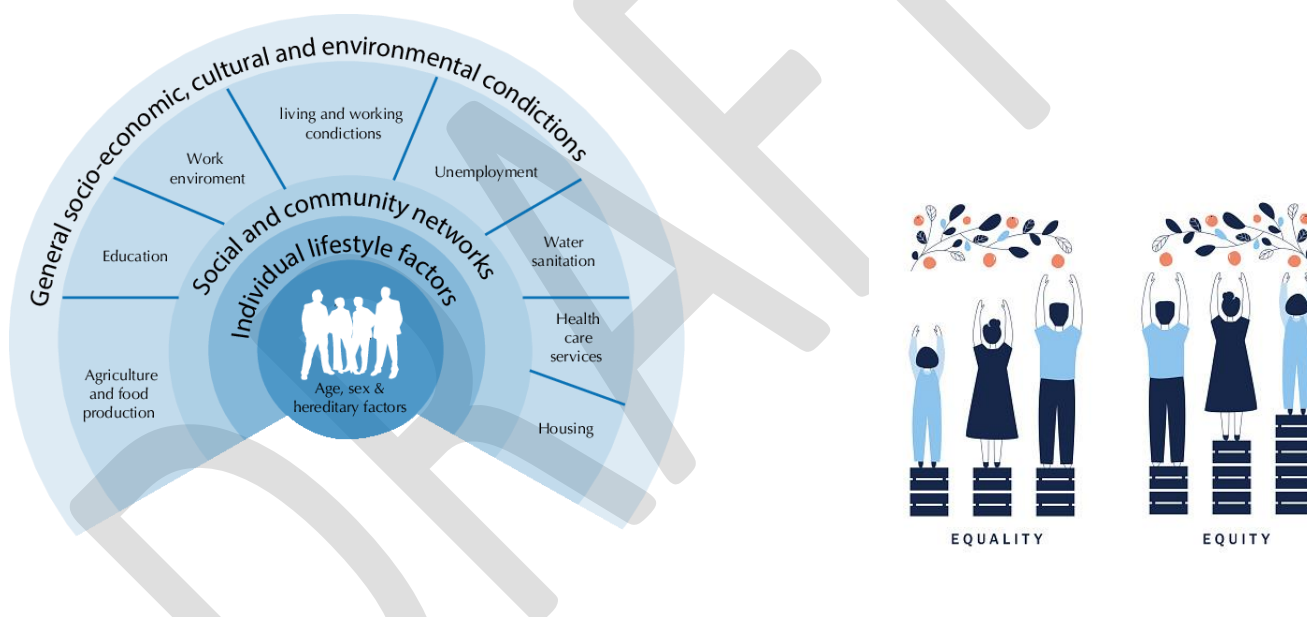 General socio-economic, cultural and environmental condictions
living and working
condictions
Work
enviroment
Unemployment
Education
Social and community networks
Water
sanitation
Individual lifestyle factors
Health
care
services
Agriculture
and food
production
Age, sex &
hereditary factors
Housing
EQUALITY
EQUITY
DRAFT